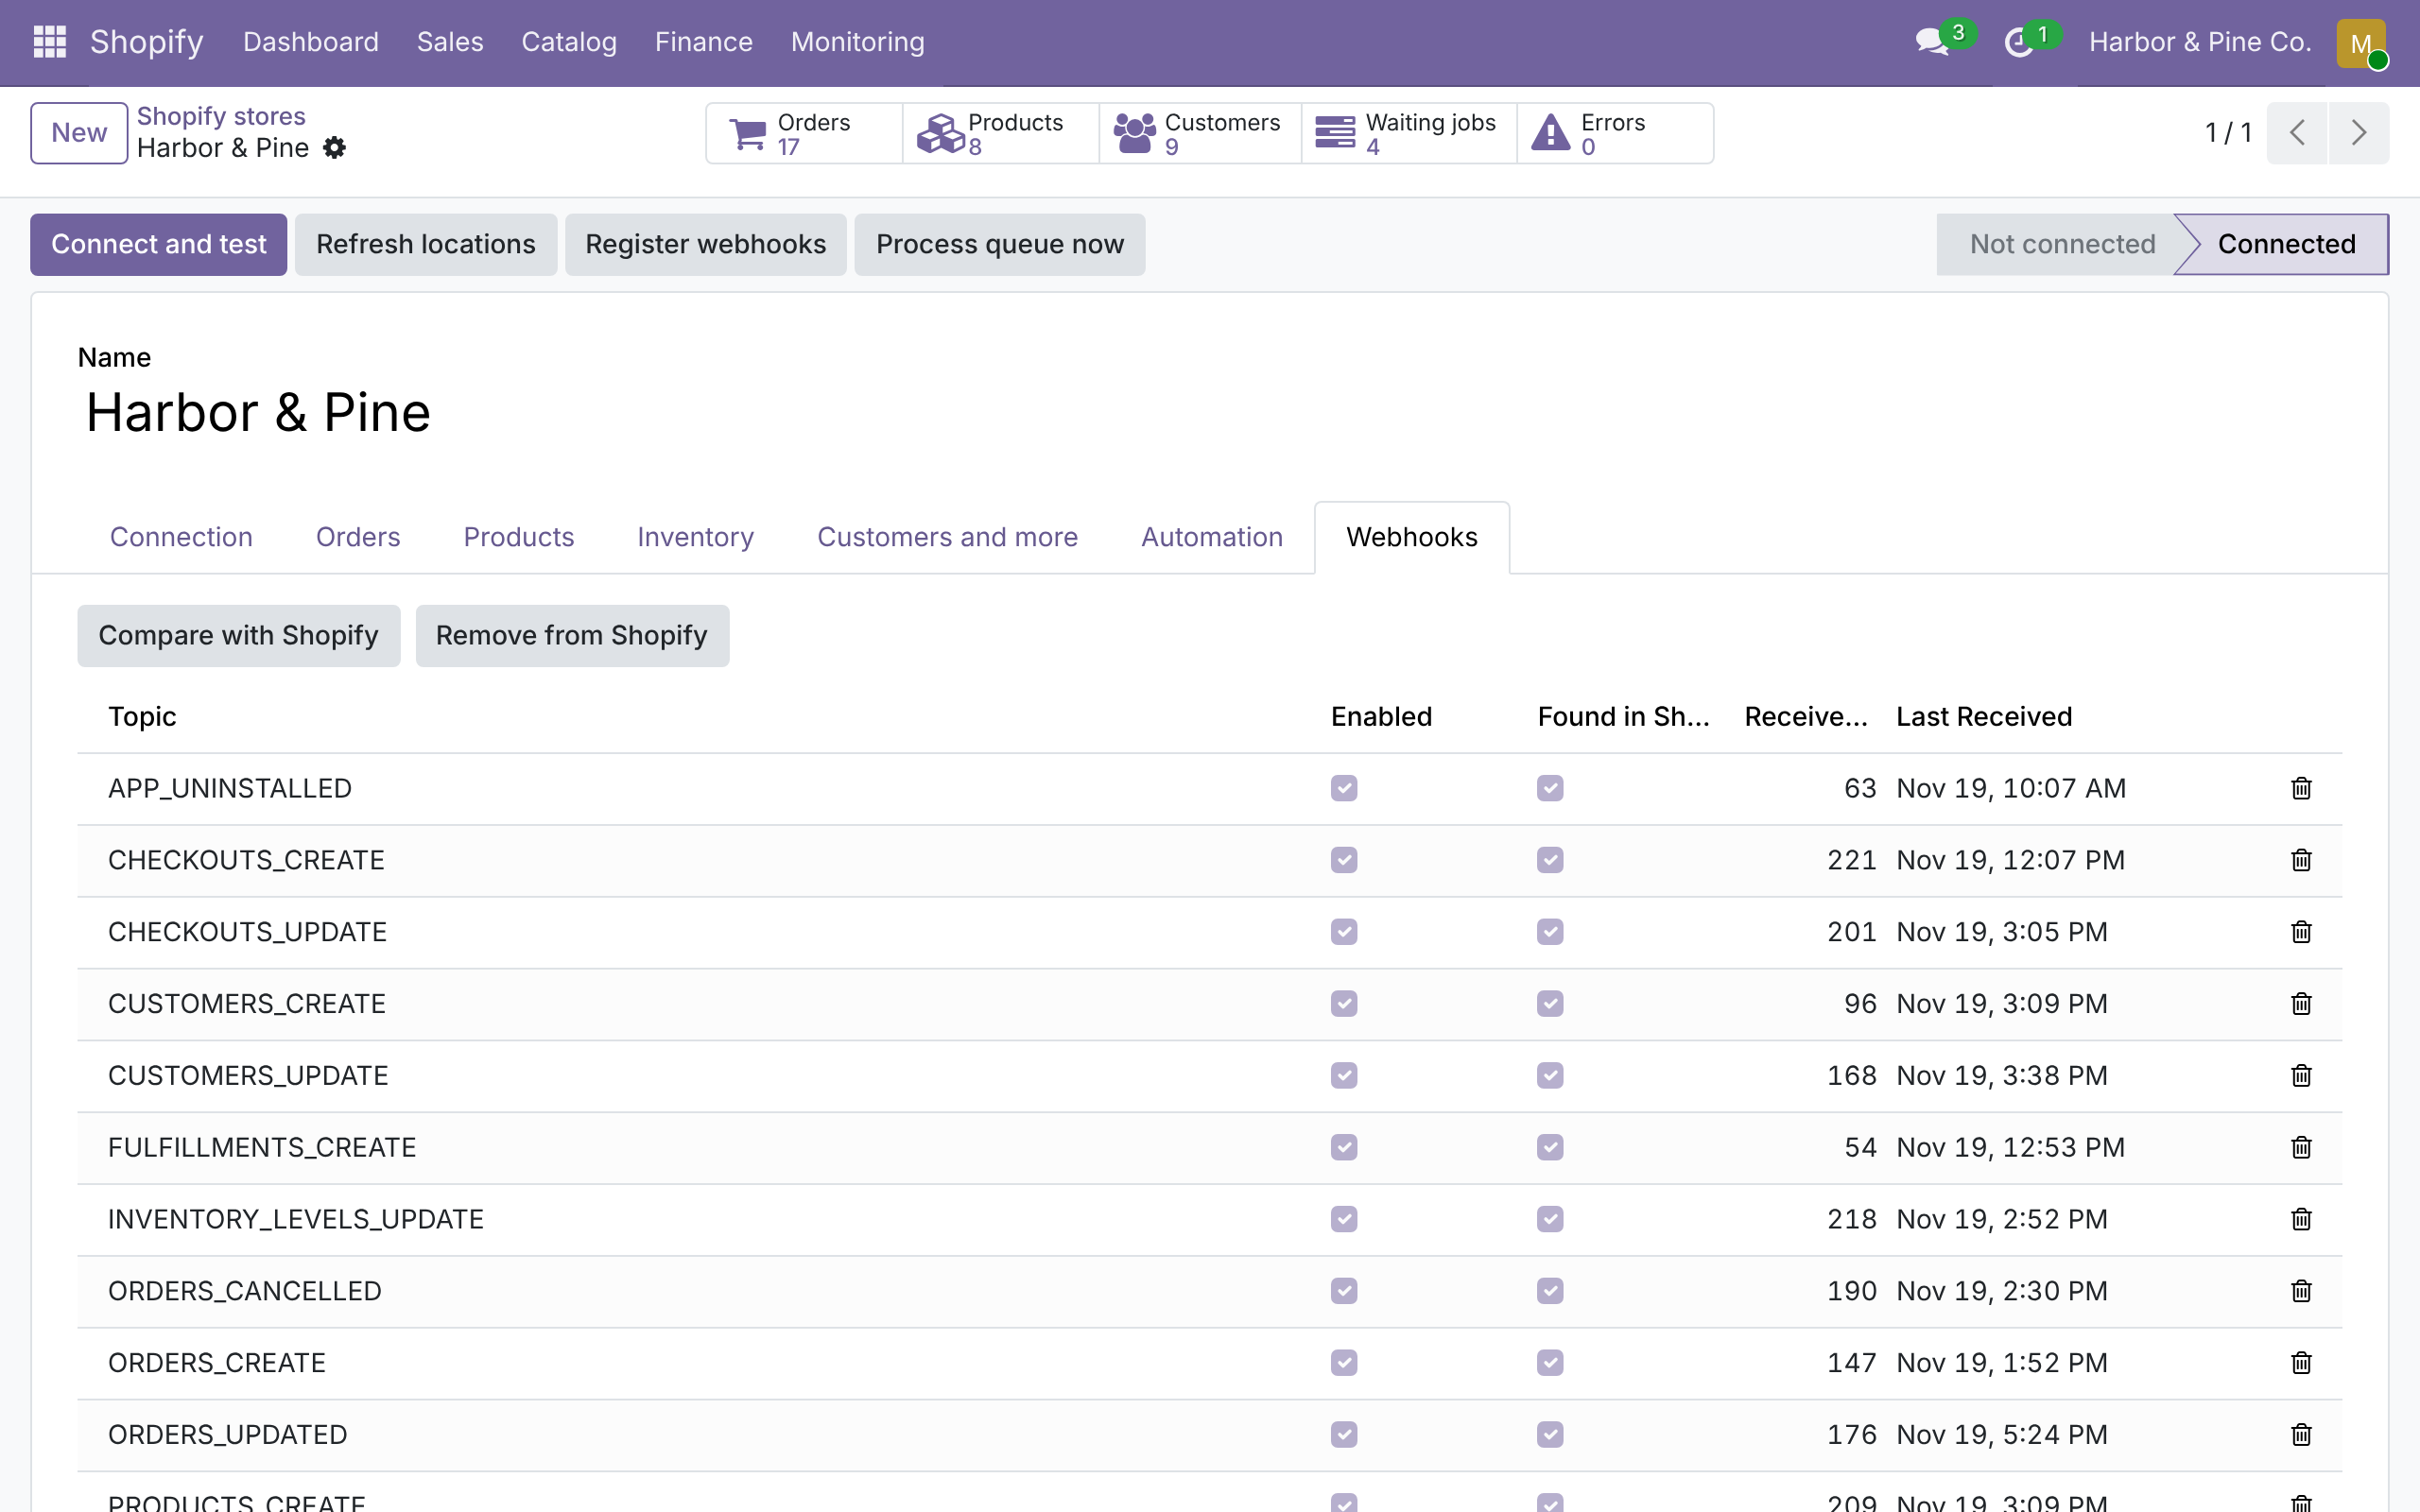 Shopify Dashboard Sales Catalog Finance Monitoring 3 1 Harbor & Pine Co. M
New Shopify stores
Harbor & Pine
Orders 17 Products 8 Customers 9 Waiting jobs 4 Errors 0
1 / 1
Connect and test Refresh locations Register webhooks Process queue now Not connected Connected
Name
Harbor & Pine
Connection Orders Products Inventory Customers and more Automation Webhooks
Compare with Shopify Remove from Shopify
Topic Enabled Found in Sh... Receive... Last Received
APP_UNINSTALLED 63 Nov 19, 10:07 AM
CHECKOUTS_CREATE 221 Nov 19, 12:07 PM
CHECKOUTS_UPDATE 201 Nov 19, 3:05 PM
CUSTOMERS_CREATE 96 Nov 19, 3:09 PM
CUSTOMERS_UPDATE 168 Nov 19, 3:38 PM
FULFILLMENTS_CREATE 54 Nov 19, 12:53 PM
INVENTORY_LEVELS_UPDATE 218 Nov 19, 2:52 PM
ORDERS_CANCELLED 190 Nov 19, 2:30 PM
ORDERS_CREATE 147 Nov 19, 1:52 PM
ORDERS_UPDATED 176 Nov 19, 5:24 PM
PRODUCTS_CREATE 209 Nov 19, 3:09 PM